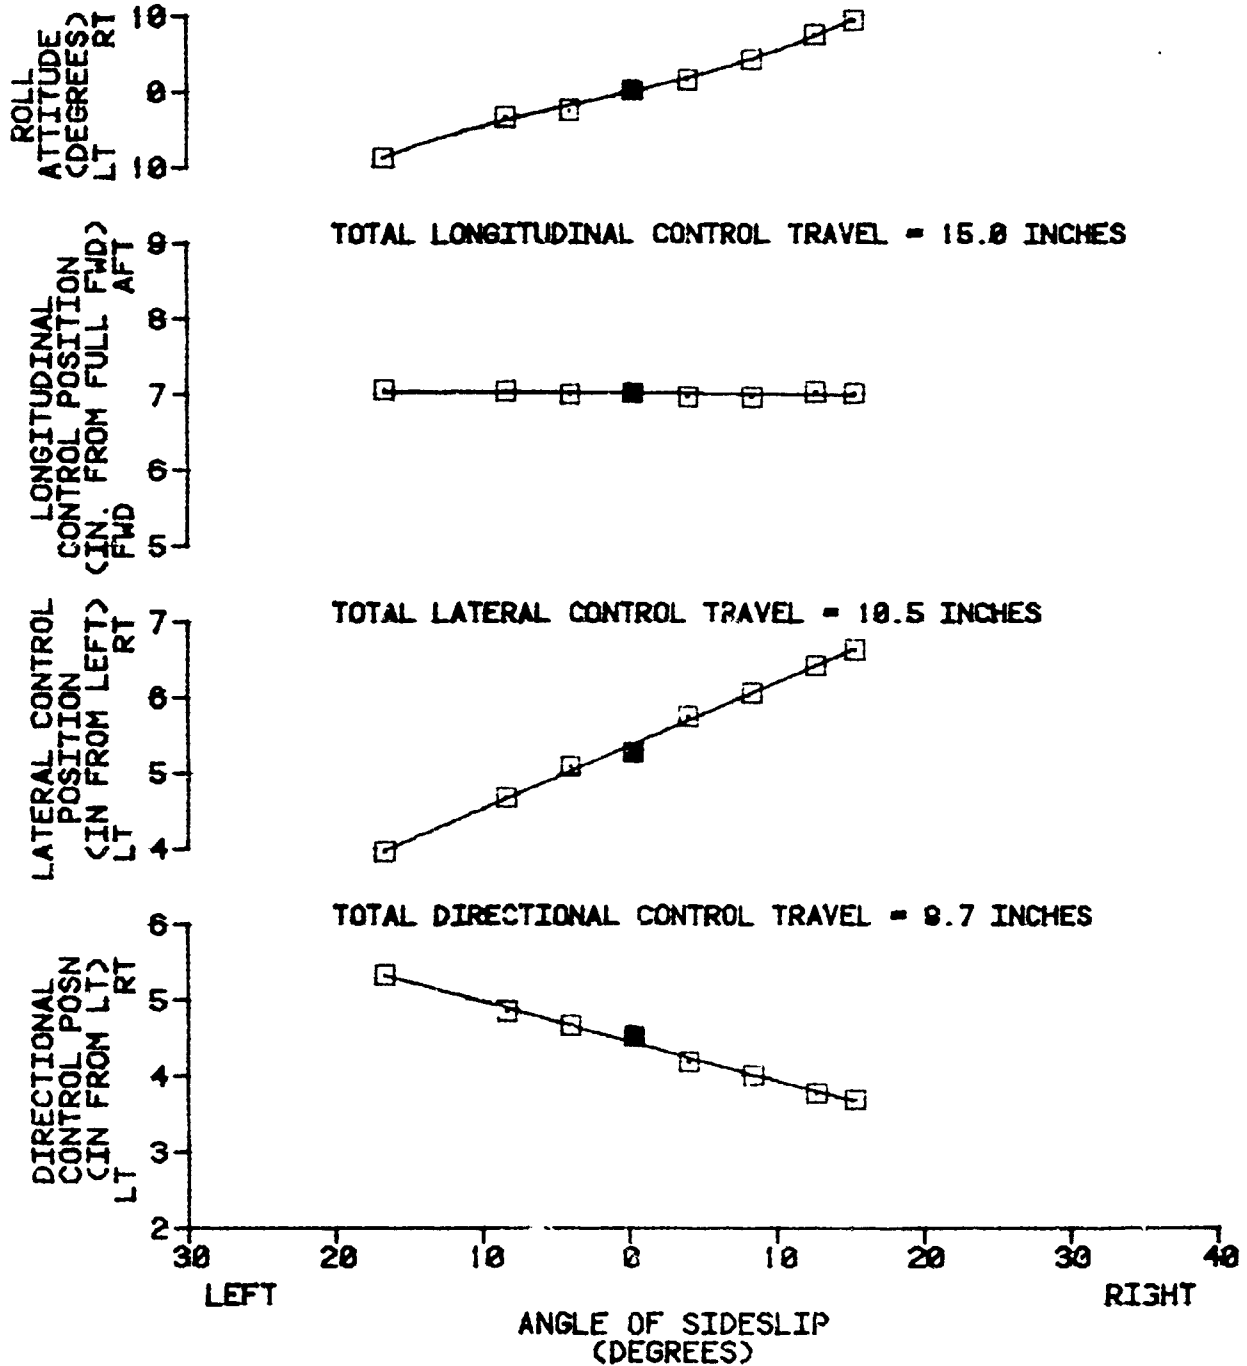 ROLL
ATTITUDE
(DEGREES)
LT RT
10
0
10
TOTAL LONGITUDINAL CONTROL TRAVEL = 15.0 INCHES
LONGITUDINAL
CONTROL POSITION
(IN. FROM FULL FWD)
FWD AFT
9
8
7
6
5
TOTAL LATERAL CONTROL TRAVEL = 10.5 INCHES
LATERAL CONTROL
POSITION
(IN FROM LEFT)
LT RT
7
6
5
4
TOTAL DIRECTIONAL CONTROL TRAVEL = 9.7 INCHES
DIRECTIONAL
CONTROL POSN
(IN FROM LT)
LT RT
6
5
4
3
2
30 20 10 0 10 20 30 40
LEFT RIGHT
ANGLE OF SIDESLIP
(DEGREES)